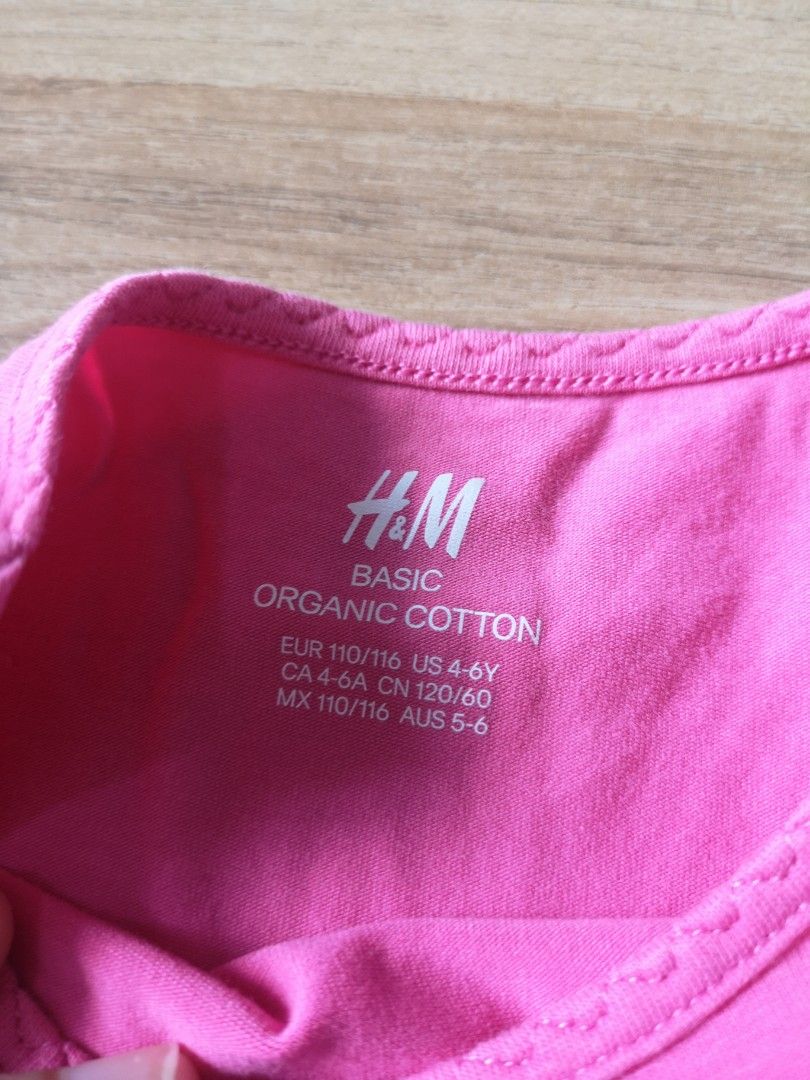 H&M
BASIC
ORGANIC COTTON
EUR 110/116 US 4-6Y
CA 4-6A CN 120/60
MX 110/116 AUS 5-6